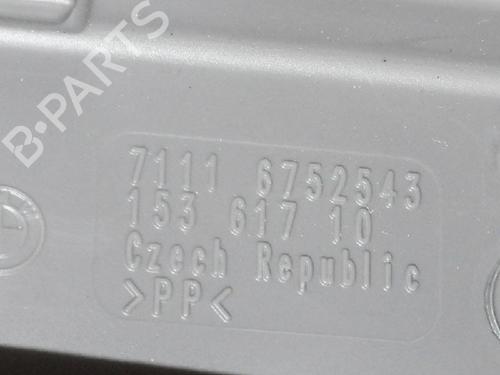 B-PARTS
7111 6752543
153 617 10
Czech Republic
>PP<